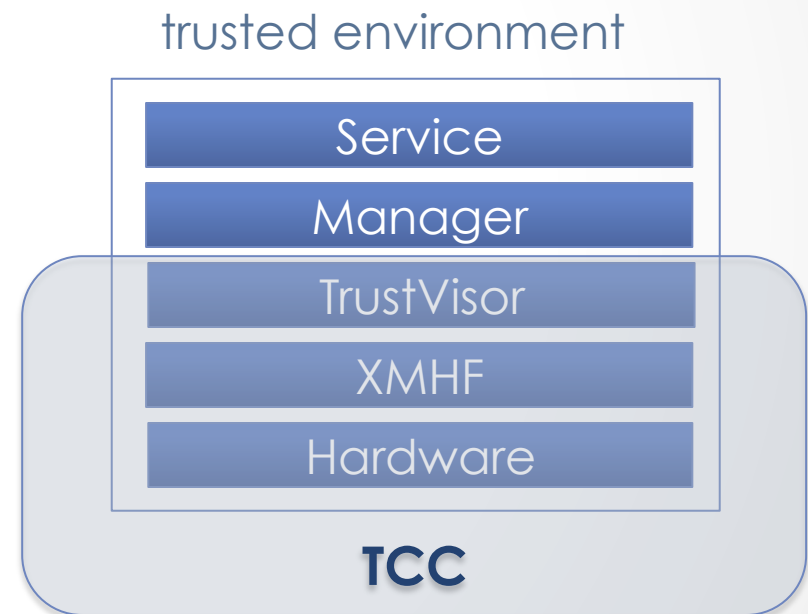 trusted environment
Service
Manager
TrustVisor
XMHF
Hardware
TCC